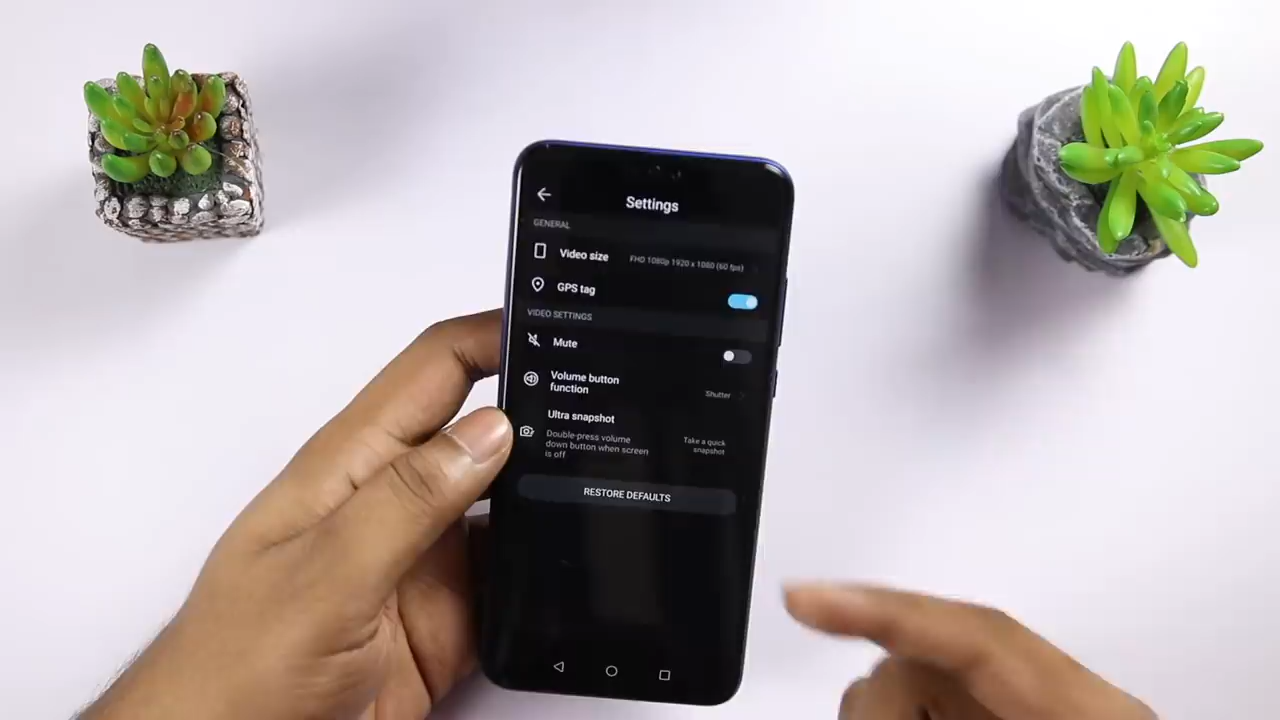 Settings
GENERAL
Video size
FHD 1080p 1920 x 1080 (60 fps)
GPS tag
VIDEO SETTINGS
Mute
Volume button
function
Shutter
Ultra snapshot
Double-press volume
down button when screen
is off
Take a quick
snapshot
RESTORE DEFAULTS